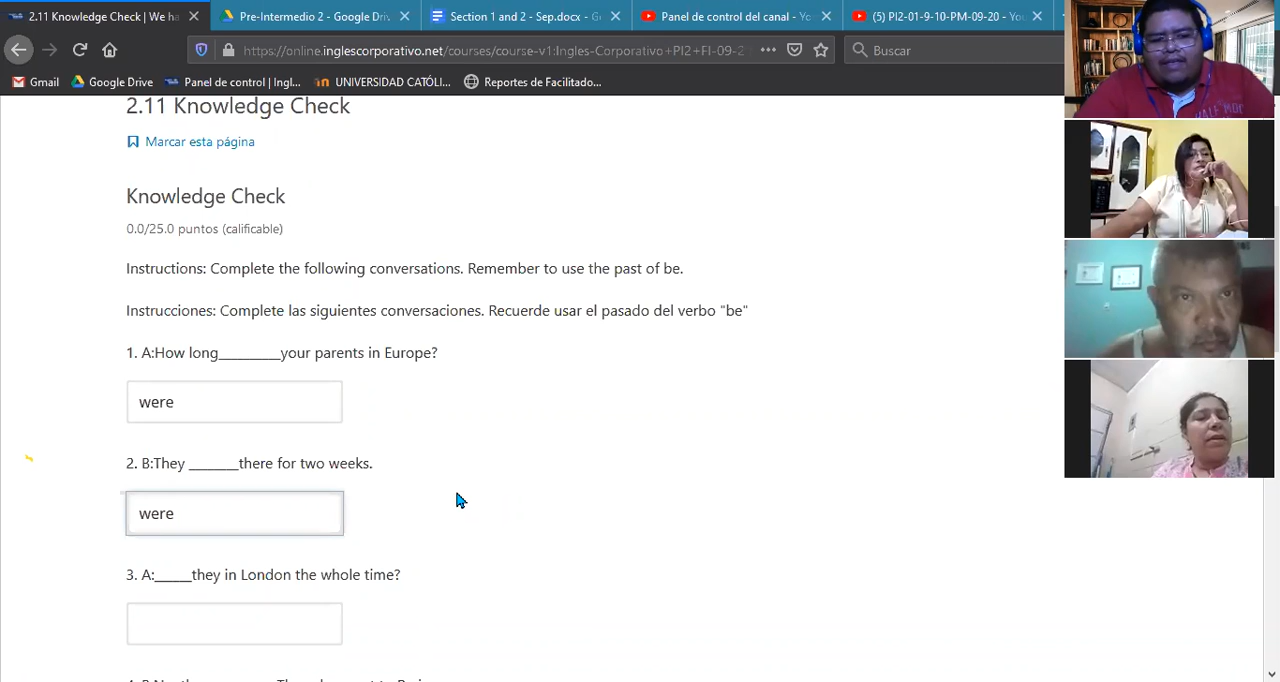 2.11 Knowledge Check | We ha
Pre-Intermedio 2 - Google Driv
Section 1 and 2 - Sep.docx - G
Panel de control del canal - Yo
(5) PI2-01-9-10-PM-09-20 - You
https://online.inglescorporativo.net/courses/course-v1:Ingles-Corporativo+PI2+FI-09-2
Buscar
Gmail
Google Drive
Panel de control | Ingl...
UNIVERSIDAD CATÓLI...
Reportes de Facilitado...
2.11 Knowledge Check
Marcar esta página
Knowledge Check
0.0/25.0 puntos (calificable)
Instructions: Complete the following conversations. Remember to use the past of be.
Instrucciones: Complete las siguientes conversaciones. Recuerde usar el pasado del verbo "be"
1. A:How long__________your parents in Europe?
were
2. B:They ________there for two weeks.
were
3. A:______they in London the whole time?